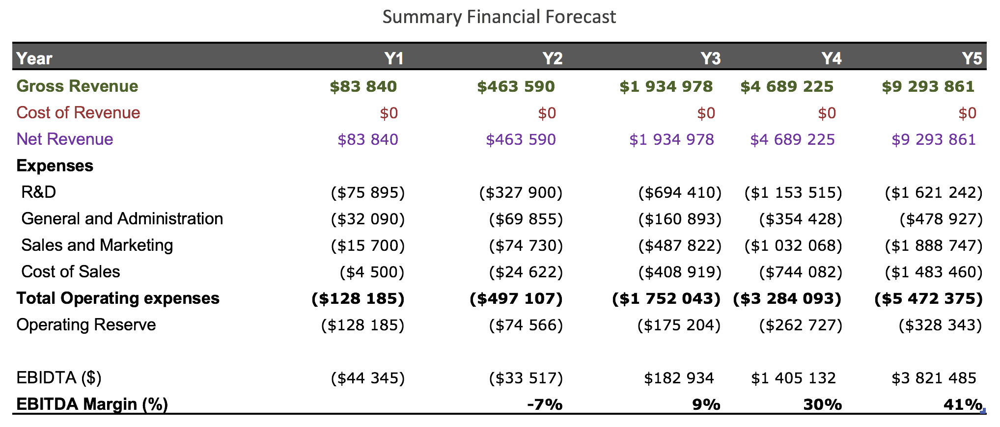 Summary Financial Forecast
Year Y1 Y2 Y3 Y4 Y5
Gross Revenue $83 840 $463 590 $1 934 978 $4 689 225 $9 293 861
Cost of Revenue $0 $0 $0 $0 $0
Net Revenue $83 840 $463 590 $1 934 978 $4 689 225 $9 293 861
Expenses
R&D ($75 895) ($327 900) ($694 410) ($1 153 515) ($1 621 242)
General and Administration ($32 090) ($69 855) ($160 893) ($354 428) ($478 927)
Sales and Marketing ($15 700) ($74 730) ($487 822) ($1 032 068) ($1 888 747)
Cost of Sales ($4 500) ($24 622) ($408 919) ($744 082) ($1 483 460)
Total Operating expenses ($128 185) ($497 107) ($1 752 043) ($3 284 093) ($5 472 375)
Operating Reserve ($128 185) ($74 566) ($175 204) ($262 727) ($328 343)
EBIDTA ($) ($44 345) ($33 517) $182 934 $1 405 132 $3 821 485
EBITDA Margin (%) -7% 9% 30% 41%